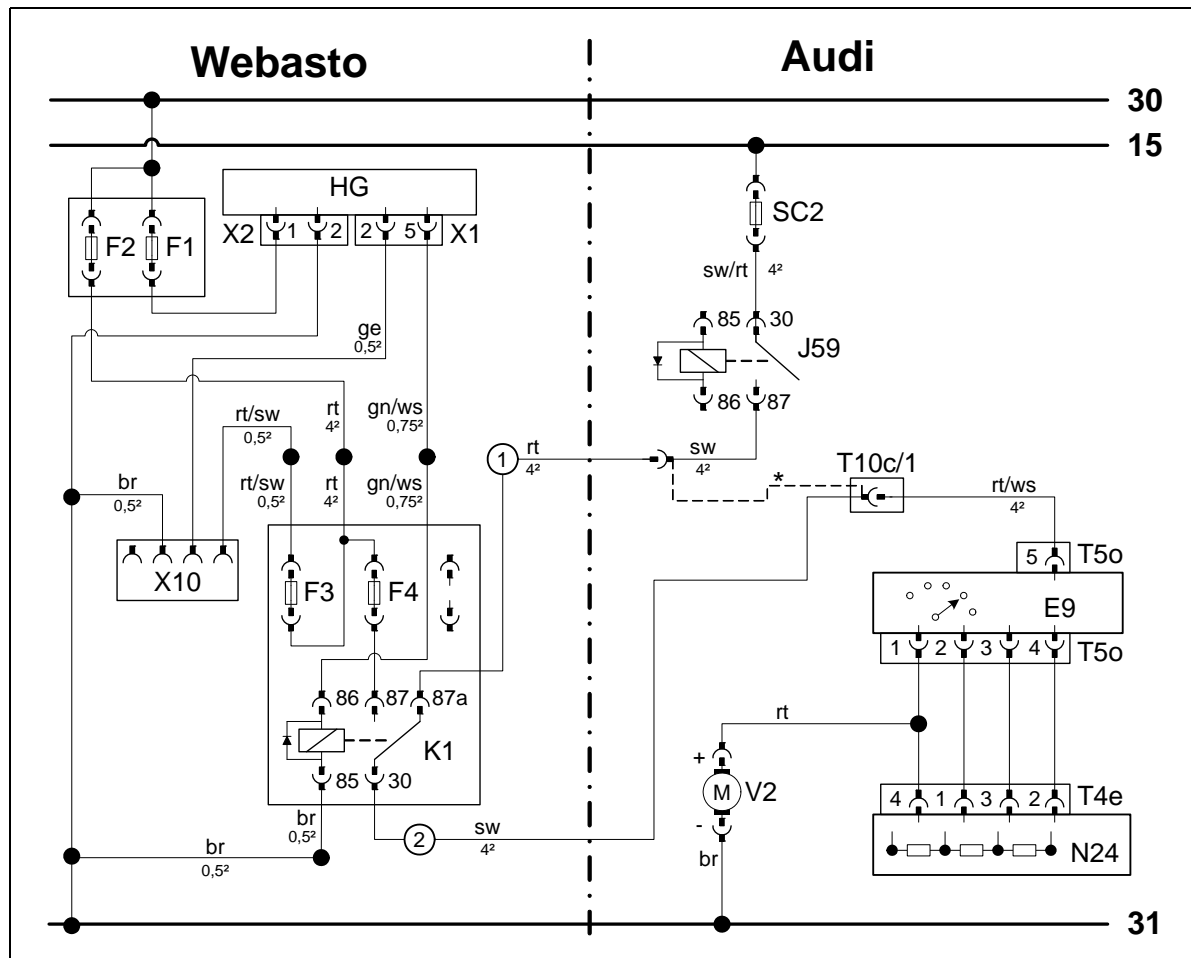 Webasto
Audi
30
15
HG
SC2
X2
1
2
2
5
X1
F2
F1
sw/rt
4²
85
30
J59
86
87
ge
0,5²
rt/sw
0,5²
rt
4²
gn/ws
0,75²
1
rt
4²
sw
4²
T10c/1
*
rt/sw
0,5²
rt
4²
gn/ws
0,75²
rt/ws
4²
br
0,5²
X10
F3
F4
5
T5o
E9
1
2
3
4
T5o
86
87
87a
K1
85
30
rt
+
M
V2
-
br
4
1
3
2
T4e
N24
br
0,5²
2
sw
4²
br
0,5²
31